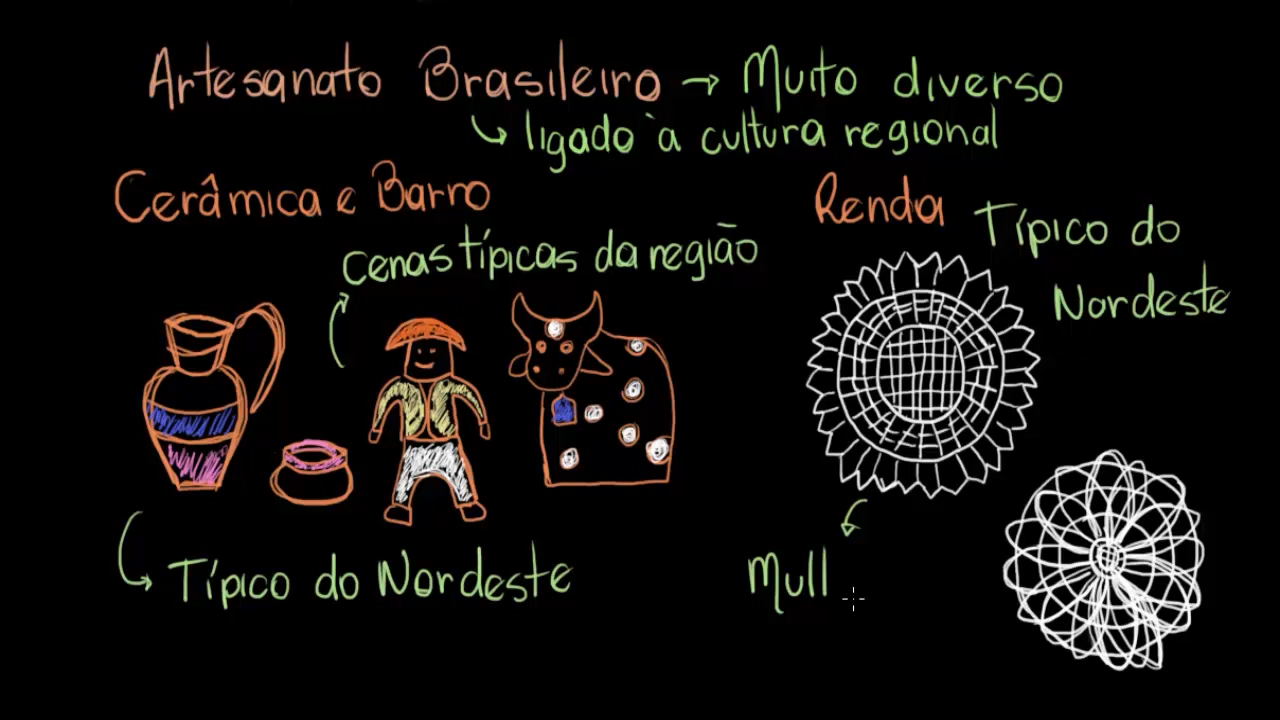 Artesanato Brasileiro → Muito diverso
ligado à cultura regional
Cerâmica e Barro
Renda
Típico do
Nordeste
cenas típicas da região
Típico do Nordeste
Mull